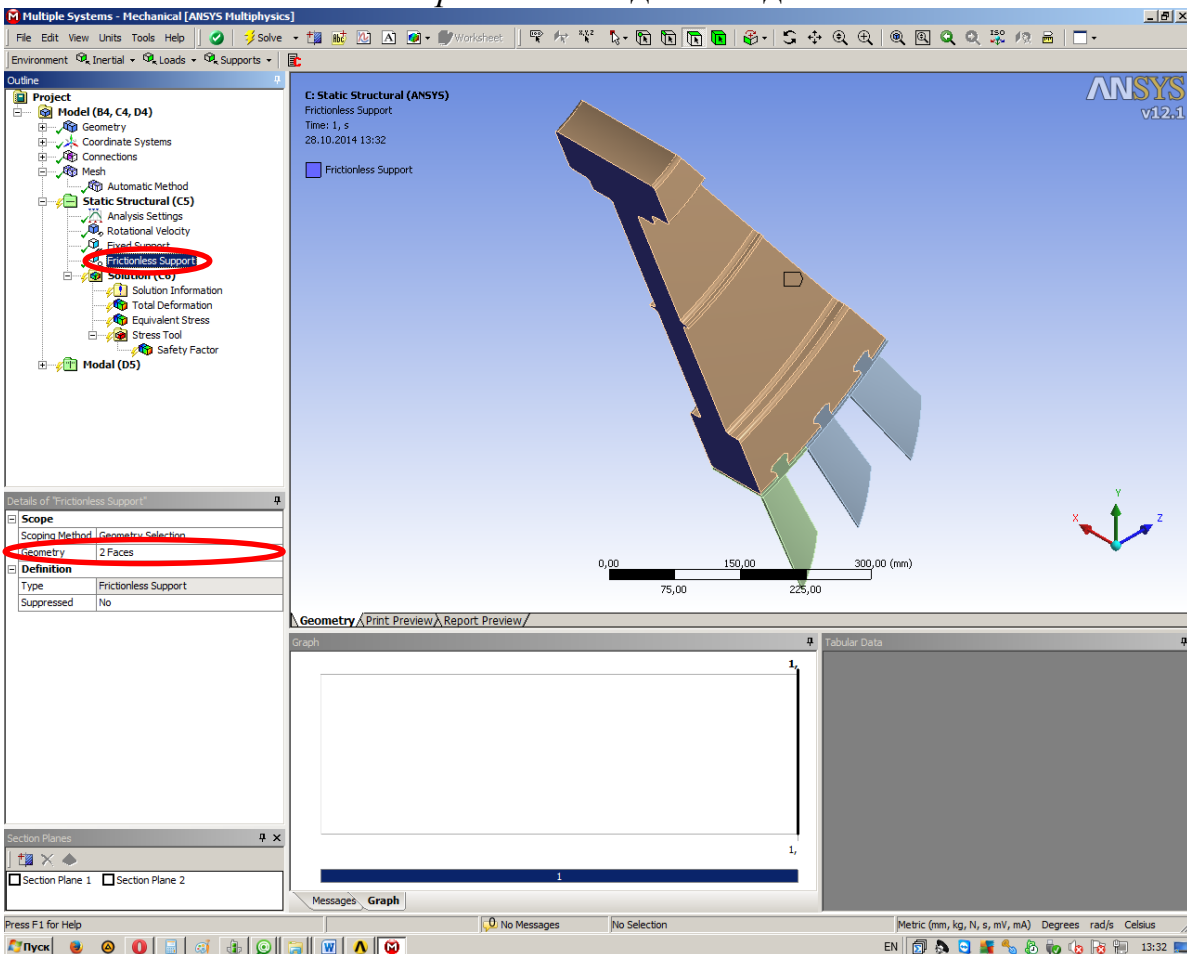 Multiple Systems - Mechanical [ANSYS Multiphysics]
File Edit View Units Tools Help Solve Worksheet
Environment Inertial Loads Supports
Outline
Project
Model (B4, C4, D4)
Geometry
Coordinate Systems
Connections
Mesh
Automatic Method
Static Structural (C5)
Analysis Settings
Rotational Velocity
Fixed Support
Frictionless Support
Solution (C6)
Solution Information
Total Deformation
Equivalent Stress
Stress Tool
Safety Factor
Modal (D5)
C: Static Structural (ANSYS)
Frictionless Support
Time: 1, s
28.10.2014 13:32
Frictionless Support
ANSYS
v12.1
Y
X
Z
0,00 150,00 300,00 (mm)
75,00 225,00
Details of "Frictionless Support"
Scope
Scoping Method Geometry Selection
Geometry 2 Faces
Definition
Type Frictionless Support
Suppressed No
Geometry Print Preview Report Preview
Graph
Tabular Data
1,
1,
1
Messages Graph
Section Planes
Section Plane 1 Section Plane 2
Press F1 for Help No Messages No Selection Metric (mm, kg, N, s, mV, mA) Degrees rad/s Celsius
Пуск EN 13:32